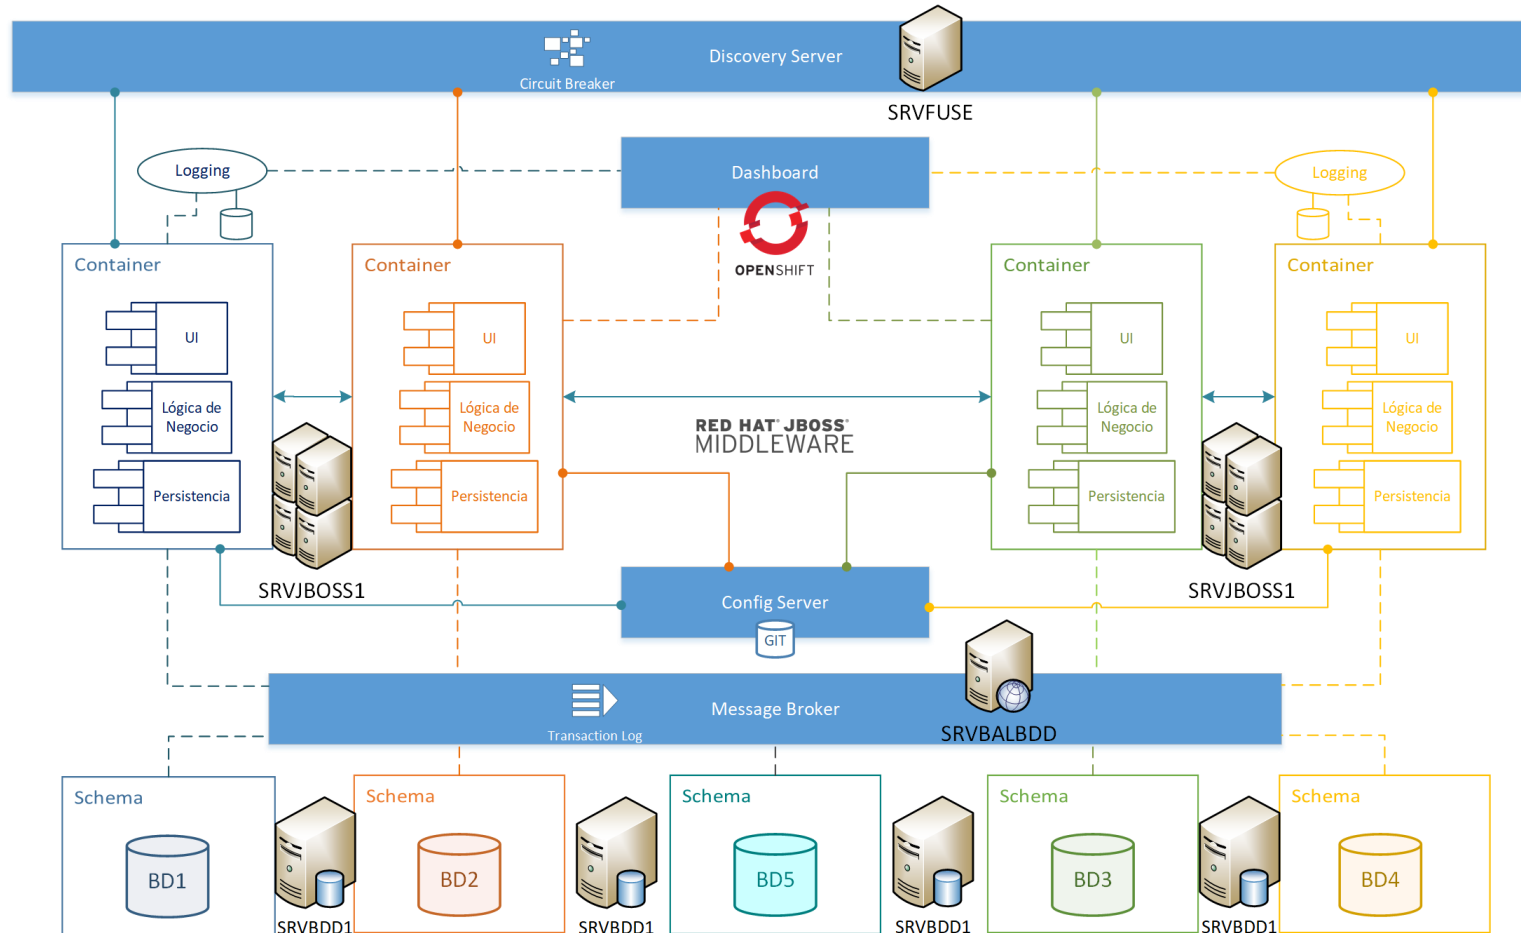 Discovery Server
Circuit Breaker
SRVFUSE
Logging
Dashboard
Logging
OPENSHIFT
Container
Container
Container
Container
UI
UI
UI
UI
Lógica de
Negocio
Lógica de
Negocio
Lógica de
Negocio
Lógica de
Negocio
RED HAT® JBOSS®
MIDDLEWARE
Persistencia
Persistencia
Persistencia
Persistencia
SRVJBOSS1
SRVJBOSS1
Config Server
GIT
Message Broker
Transaction Log
SRVBALBDD
Schema
Schema
Schema
Schema
Schema
BD1
BD2
BD5
BD3
BD4
SRVBDD1
SRVBDD1
SRVBDD1
SRVBDD1